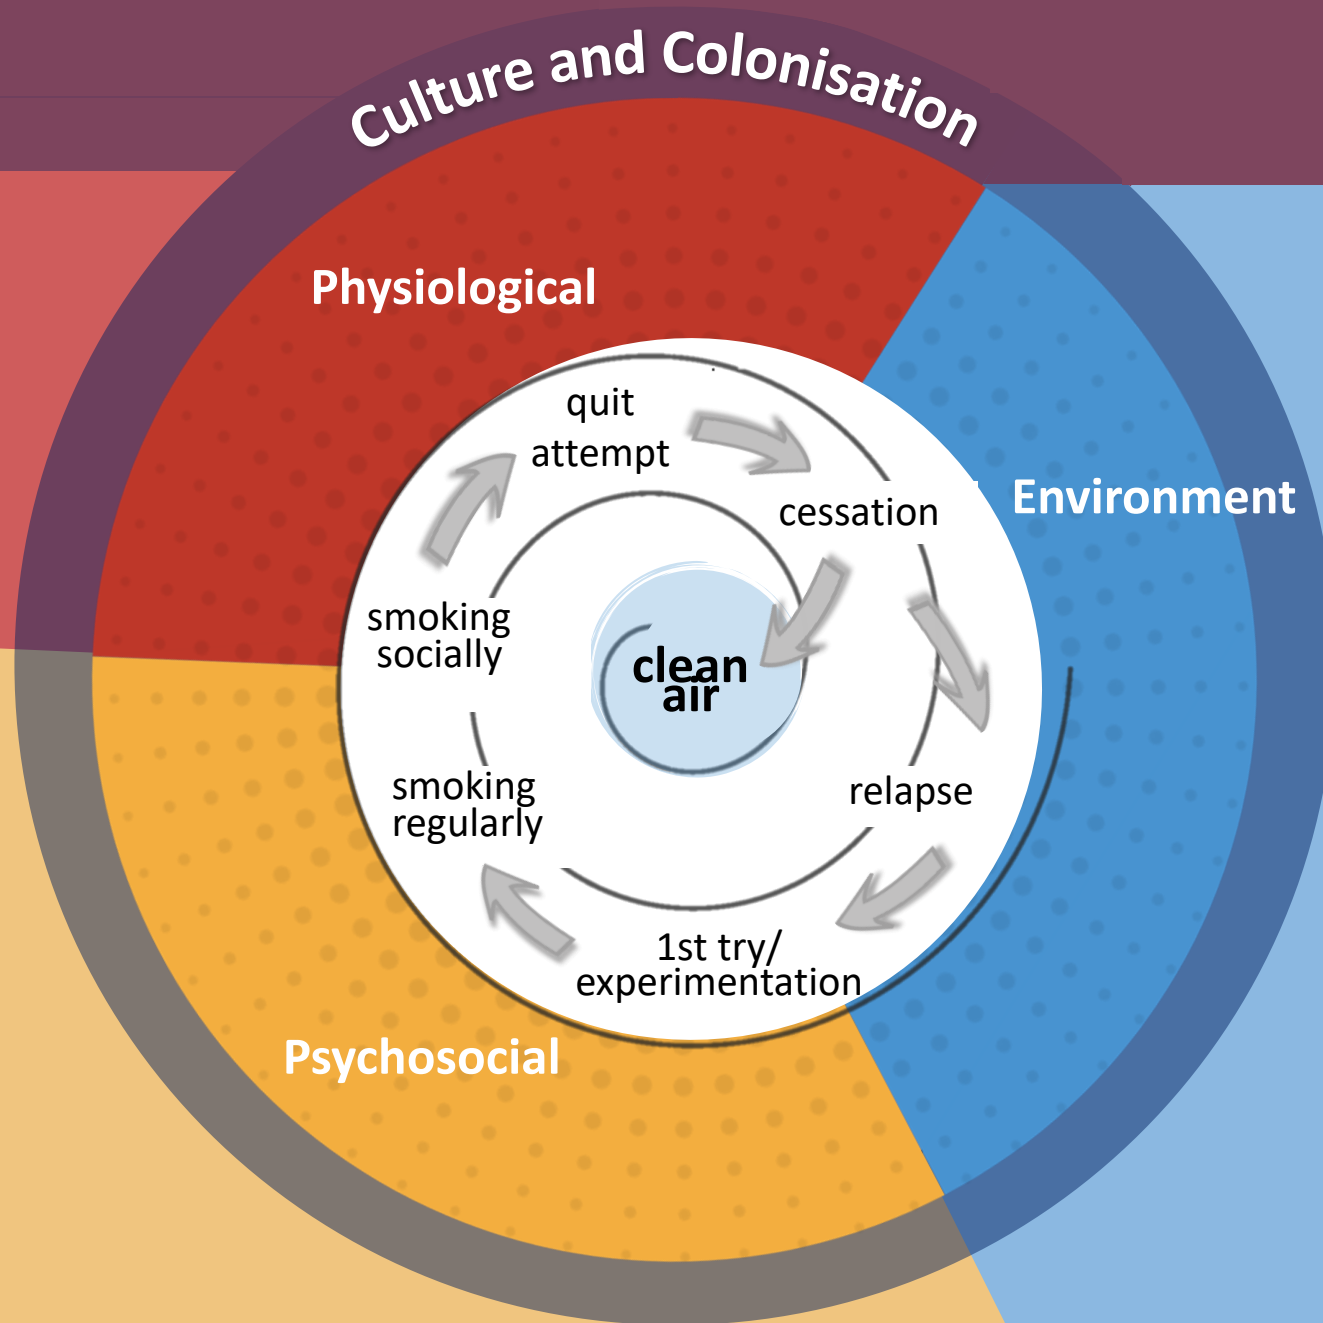 Culture and Colonisation
Physiological
quit
attempt
cessation
Environment
smoking
socially
clean
air
smoking
regularly
relapse
1st try/
experimentation
Psychosocial